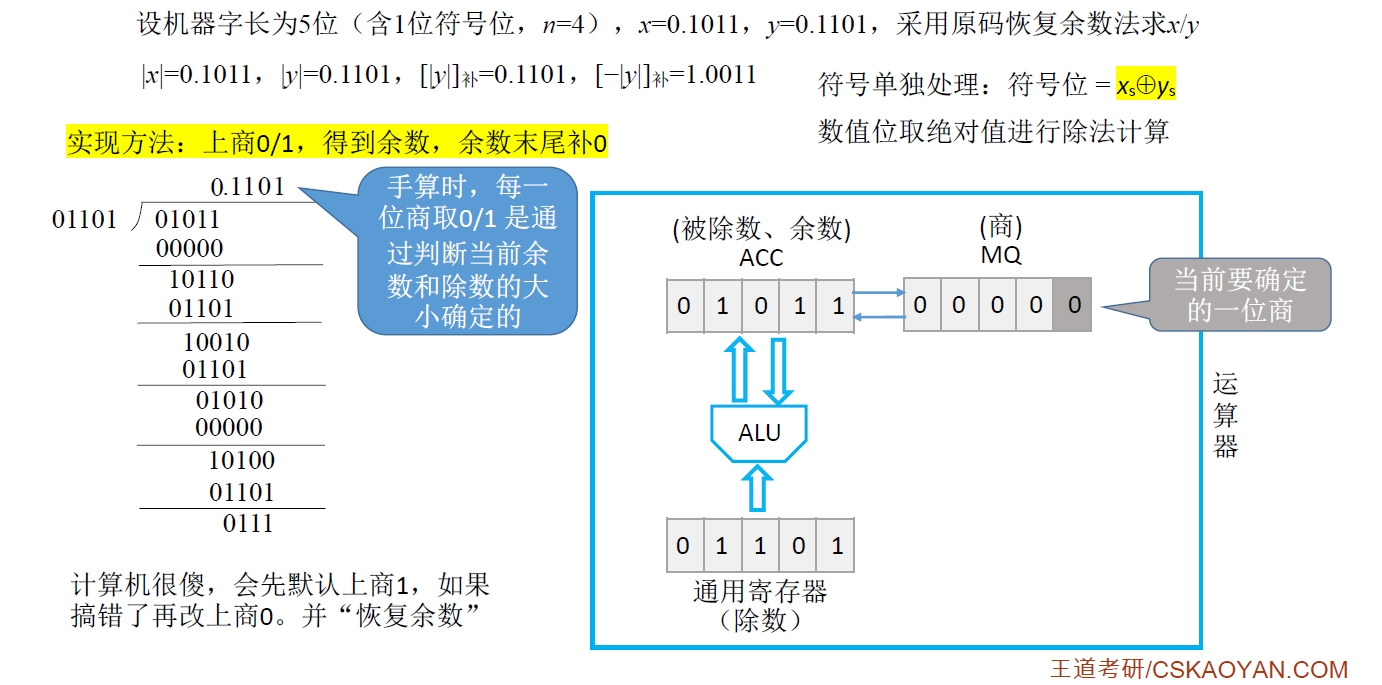 设机器字长为5位（含1位符号位，n=4），x=0.1011，y=0.1101，采用原码恢复余数法求x/y
|x|=0.1011，|y|=0.1101，[|y|]补=0.1101，[−|y|]补=1.0011
符号单独处理：符号位 = xs⊕ys
数值位取绝对值进行除法计算
实现方法：上商0/1，得到余数，余数末尾补0
0.1101
01101
01011
00000
10110
01101
10010
01101
01010
00000
10100
01101
0111
手算时，每一
位商取0/1 是通
过判断当前余
数和除数的大
小确定的
计算机很傻，会先默认上商1，如果
搞错了再改上商0。并“恢复余数”
(被除数、余数)
ACC
0 1 0 1 1
(商)
MQ
0 0 0 0 0
当前要确定
的一位商
ALU
0 1 1 0 1
通用寄存器
（除数）
运
算
器
王道考研/CSKAOYAN.COM